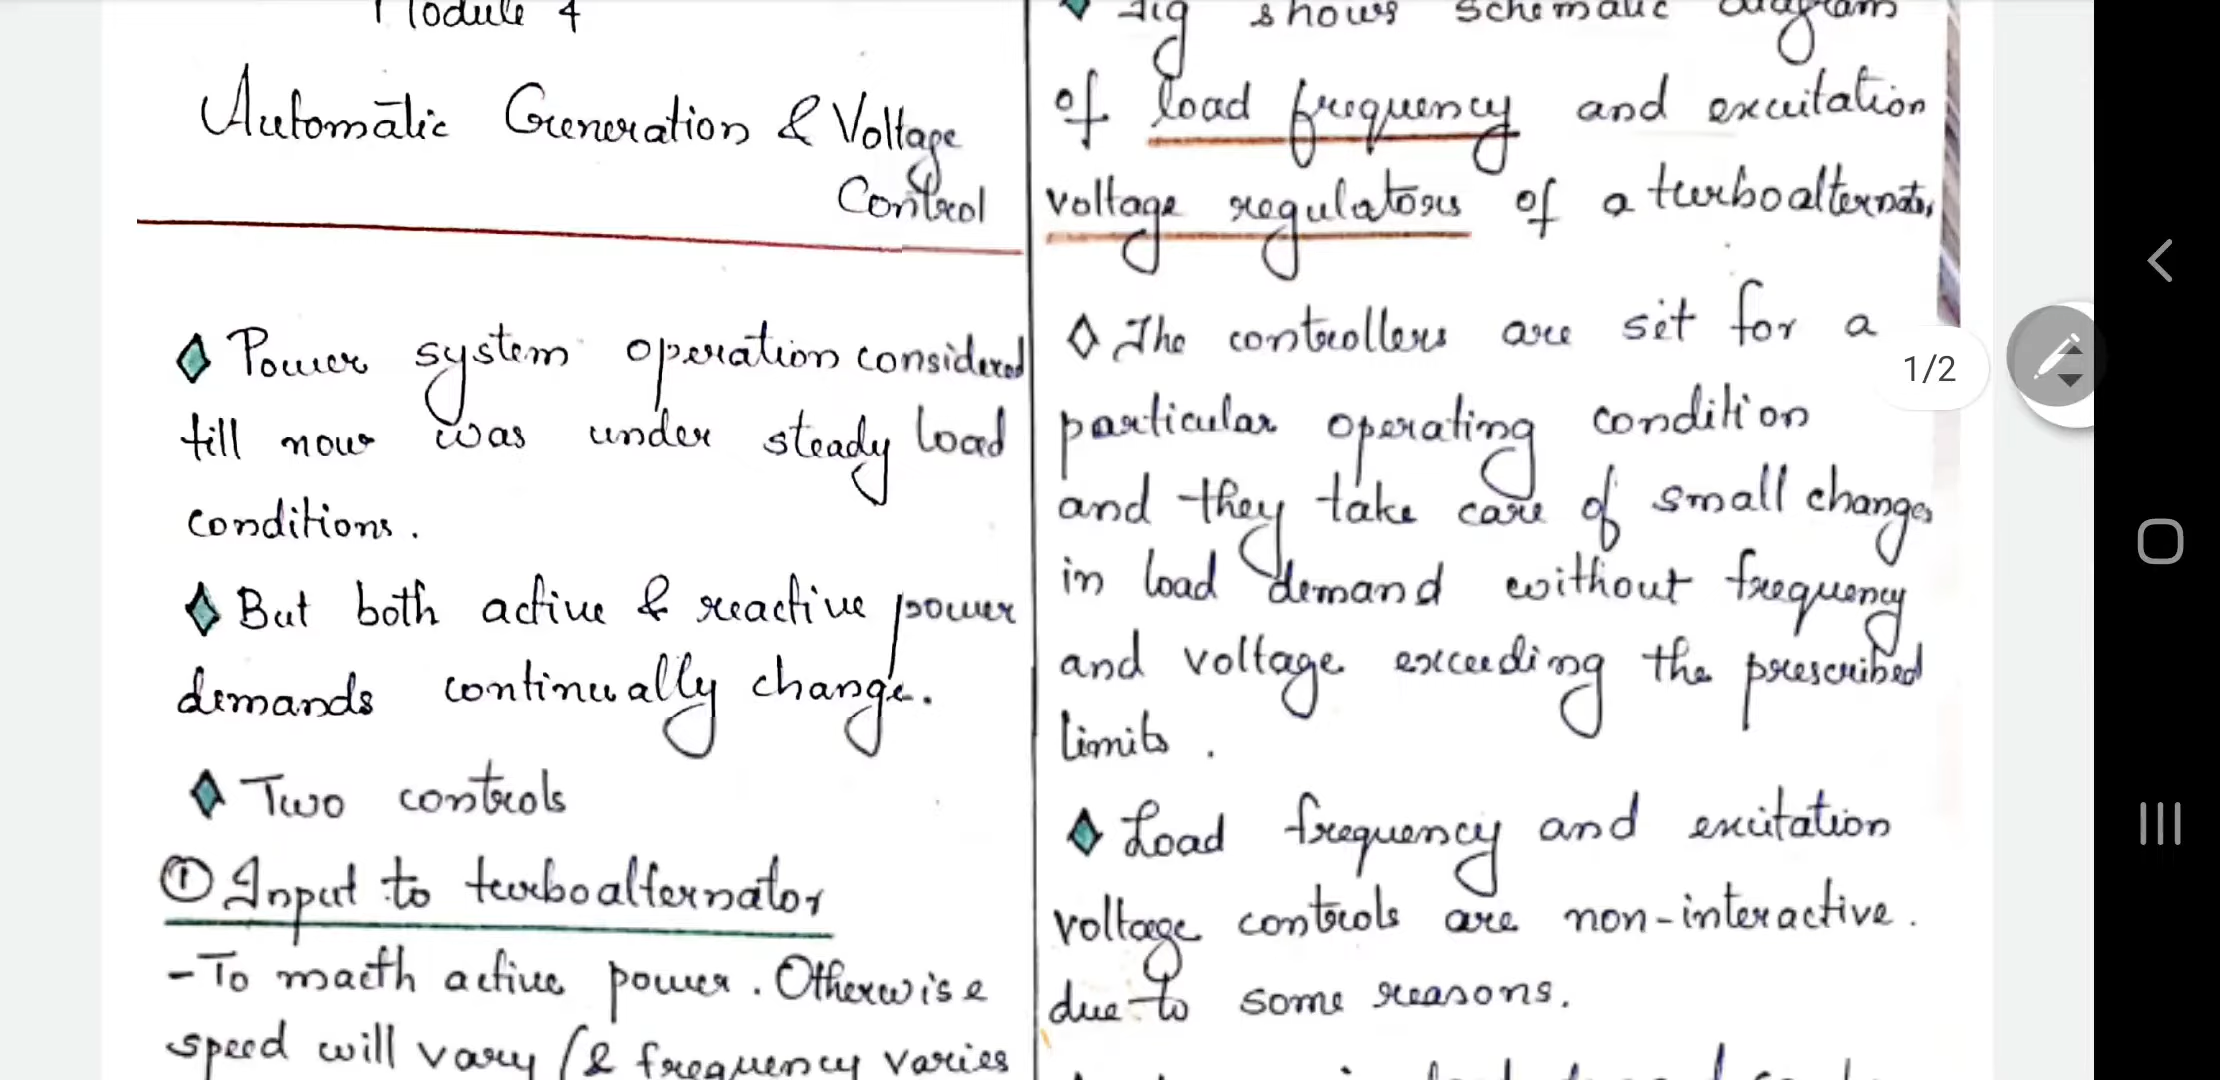 Module 4
Automatic Generation & Voltage
Control
Power system operation considered
till now was under steady load
conditions.
But both active & reactive power
demands continually change.
Two controls
① Input to turboalternator
- To macth active power. Otherwise
speed will vary (& frequency varies
Fig shows schematic diagram
of load frequency and excitation
voltage regulators of a turboalternator
The controllers are set for a
particular operating condition
and they take care of small changes
in load demand without frequency
and voltage exceeding the prescribed
limits.
Load frequency and excitation
voltage controls are non-interactive.
due to some reasons.
1/2